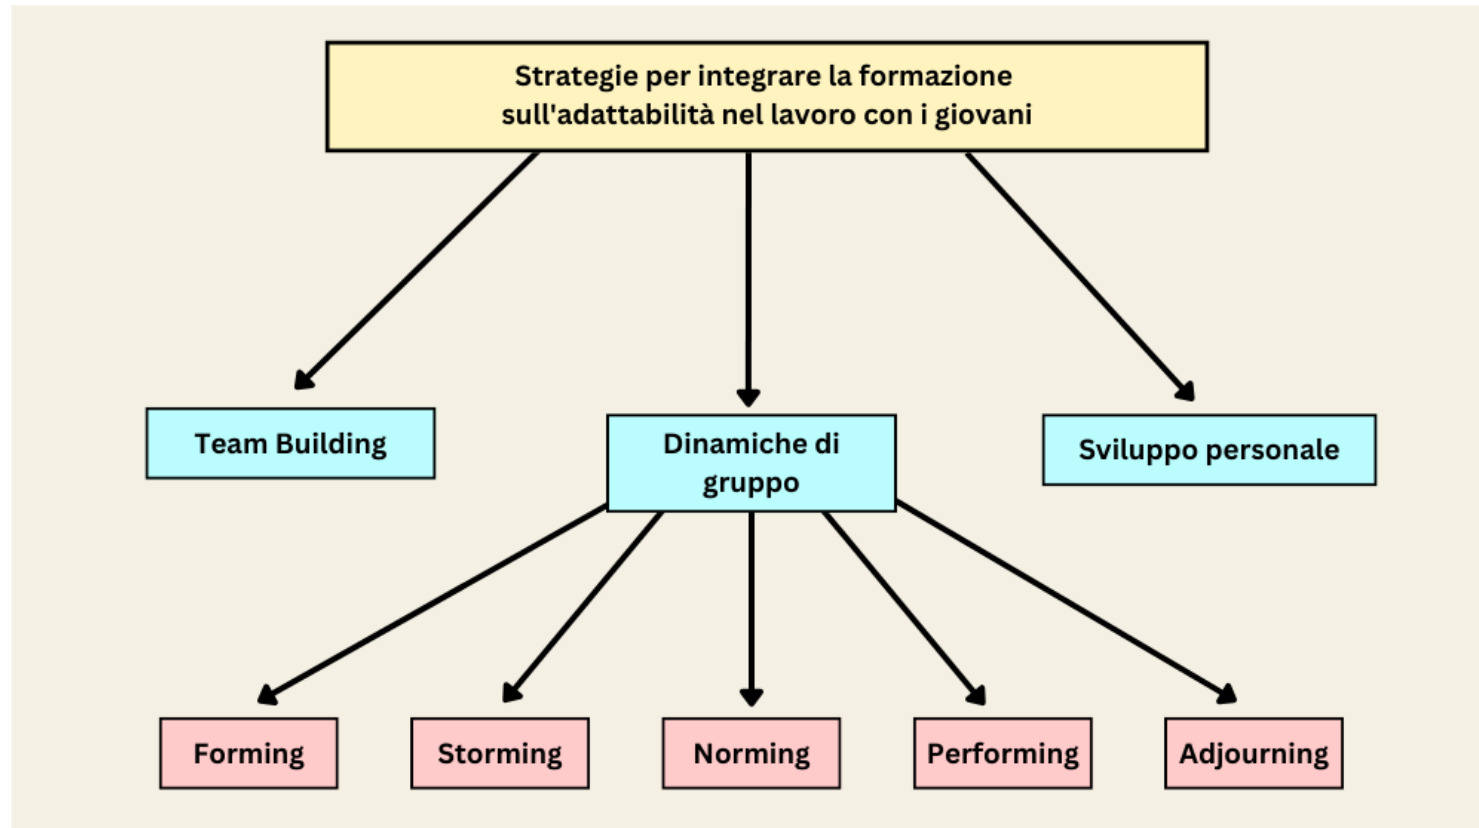 Strategie per integrare la formazione
sull'adattabilità nel lavoro con i giovani
Team Building
Dinamiche di
gruppo
Sviluppo personale
Forming
Storming
Norming
Performing
Adjourning